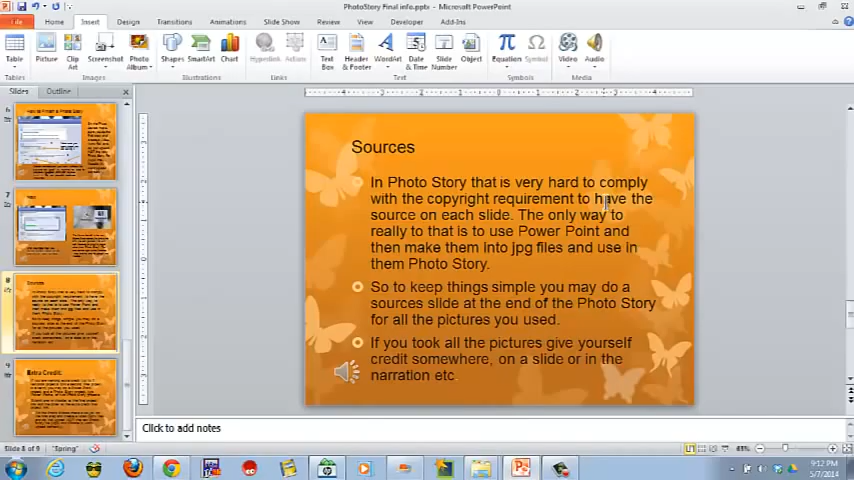 PhotoStory Final info.pptx - Microsoft PowerPoint
File Home Insert Design Transitions Animations Slide Show Review View Developer Add-Ins
Table Picture Clip Art Screenshot Photo Album Shapes SmartArt Chart Hyperlink Action Text Box Header & Footer WordArt Date & Time Slide Number Object Equation Symbol Video Audio
Tables Images Illustrations Links Text Symbols Media
Slides Outline
7
8
9
Sources
Extra Credit:
Sources
In Photo Story that is very hard to comply
with the copyright requirement to have the
source on each slide. The only way to
really to that is to use Power Point and
then make them into jpg files and use in
them Photo Story.
So to keep things simple you may do a
sources slide at the end of the Photo Story
for all the pictures you used.
If you took all the pictures give yourself
credit somewhere, on a slide or in the
narration etc.
Click to add notes
Slide 8 of 9 "Spring"
9:12 PM
5/7/2014